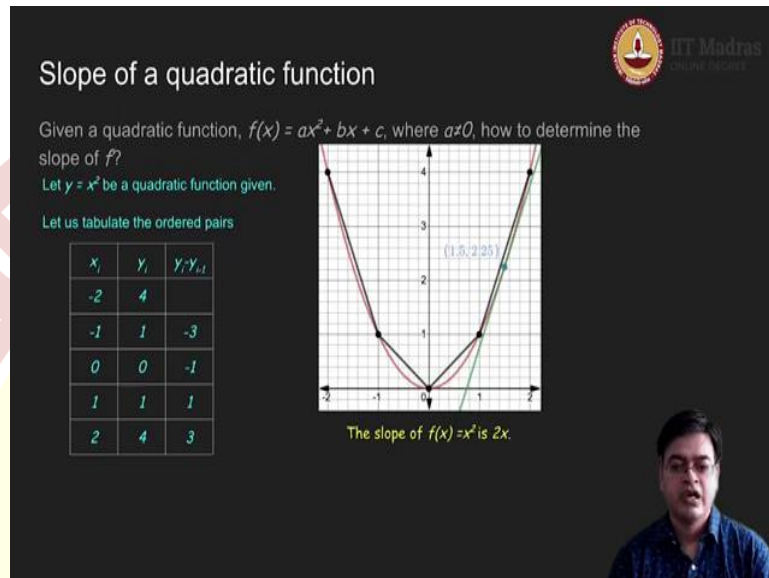 IIT Madras
ONLINE DEGREE
Slope of a quadratic function
Given a quadratic function, f(x) = ax²+ bx + c, where a≠0, how to determine the
slope of f?
Let y = x² be a quadratic function given.
Let us tabulate the ordered pairs
xᵢ yᵢ yᵢ-yᵢ₋₁
-2 4
-1 1 -3
0 0 -1
1 1 1
2 4 3
4
3
(1.5, 2.25)
2
1
-2 -1 0 1 2
The slope of f(x) =x² is 2x.